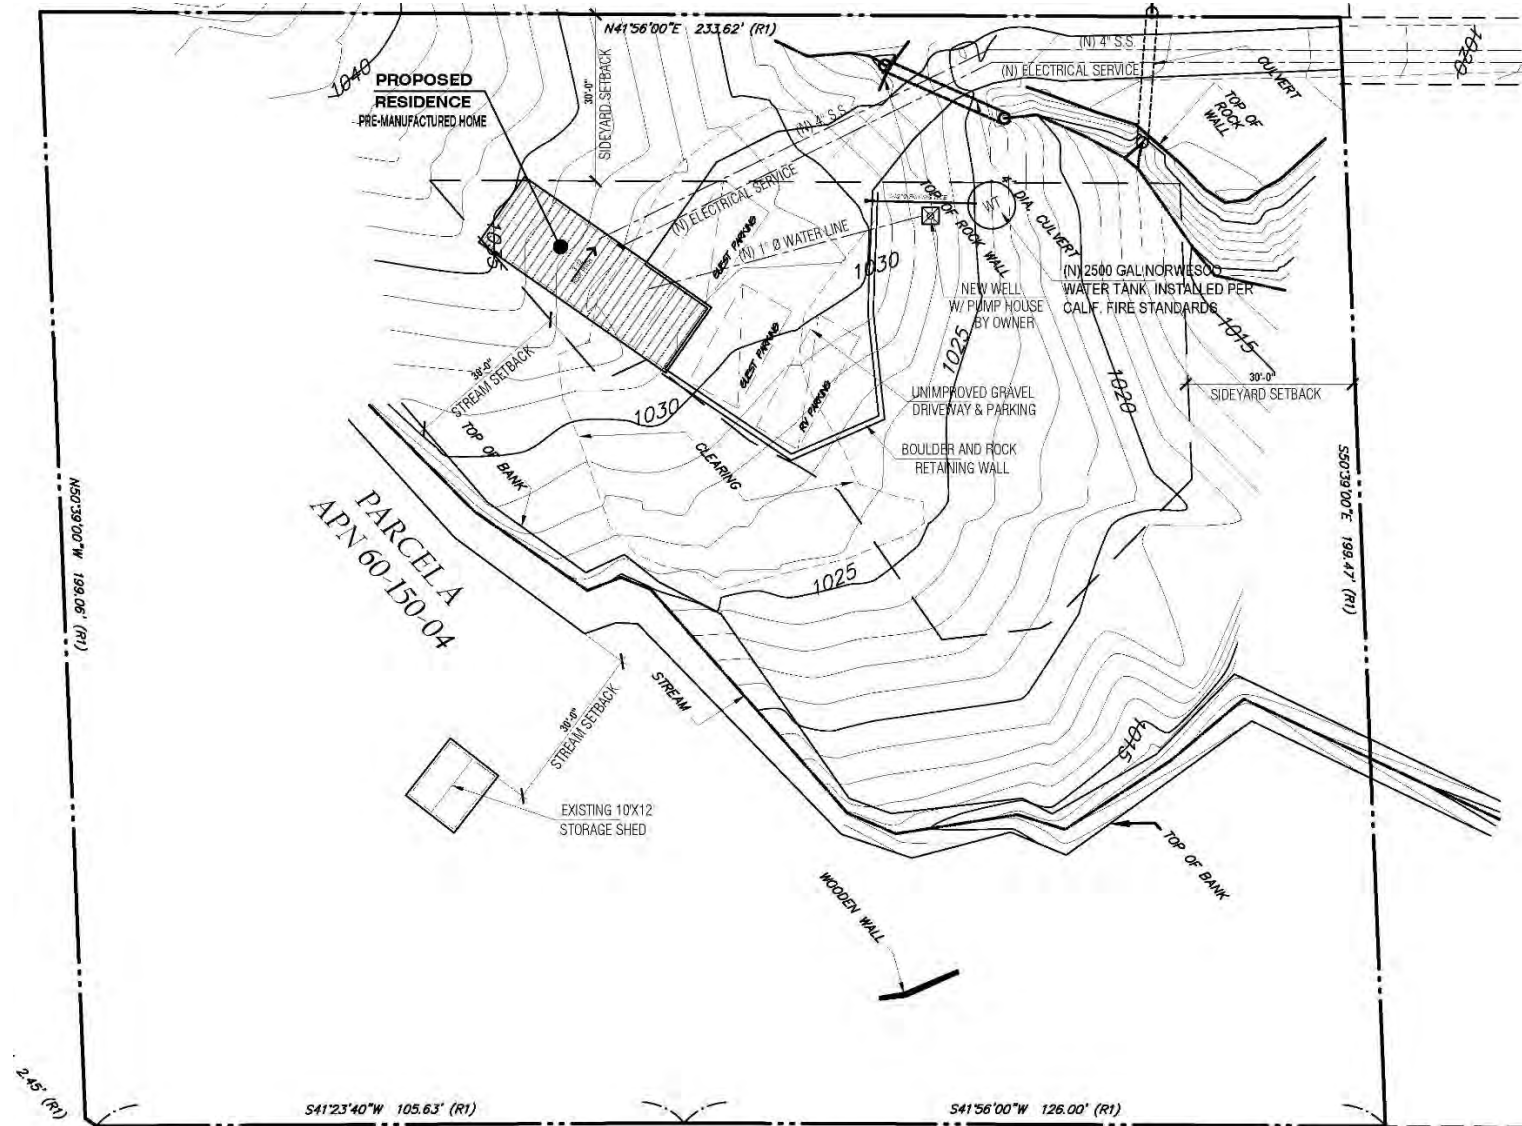 N41°56'00"E 233.62' (R1)
1040
PROPOSED
RESIDENCE
PRE-MANUFACTURED HOME
30'-0"
SIDEYARD SETBACK
(N) 4" S.S.
(N) ELECTRICAL SERVICE
CULVERT
1020
TOP OF
ROCK
WALL
(N) 4" S.S.
(N) ELECTRICAL SERVICE
(N) 1" Ø WATER LINE
GUEST PARKING
TOP OF ROCK WALL
WT
4" DIA. CULVERT
1035
1030
(N) 2500 GAL NORWESCO
WATER TANK, INSTALLED PER
CALIF. FIRE STANDARDS
NEW WELL
W/ PUMP HOUSE
BY OWNER
1025
1015
1020
30'-0"
SIDEYARD SETBACK
30'-0"
STREAM SETBACK
GUEST PARKING
RV PARKING
UNIMPROVED GRAVEL
DRIVEWAY & PARKING
1030
BOULDER AND ROCK
RETAINING WALL
TOP OF BANK
CLEARING
N50°39'00"W 199.06' (R1)
S50°39'00"E 199.47' (R1)
PARCEL A
APN 60-150-04
1025
STREAM
30'-0"
STREAM SETBACK
1015
EXISTING 10'X12
STORAGE SHED
TOP OF BANK
WOODEN WALL
2.45' (R1)
S41°23'40"W 105.63' (R1)
S41°56'00"W 126.00' (R1)